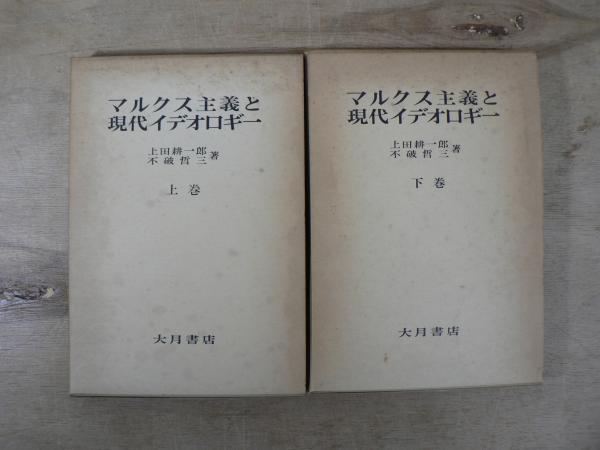 マルクス主義と
現代イデオロギー
上田耕一郎
不破哲三
著
上巻
大月書店
マルクス主義と
現代イデオロギー
上田耕一郎
不破哲三
著
下巻
大月書店